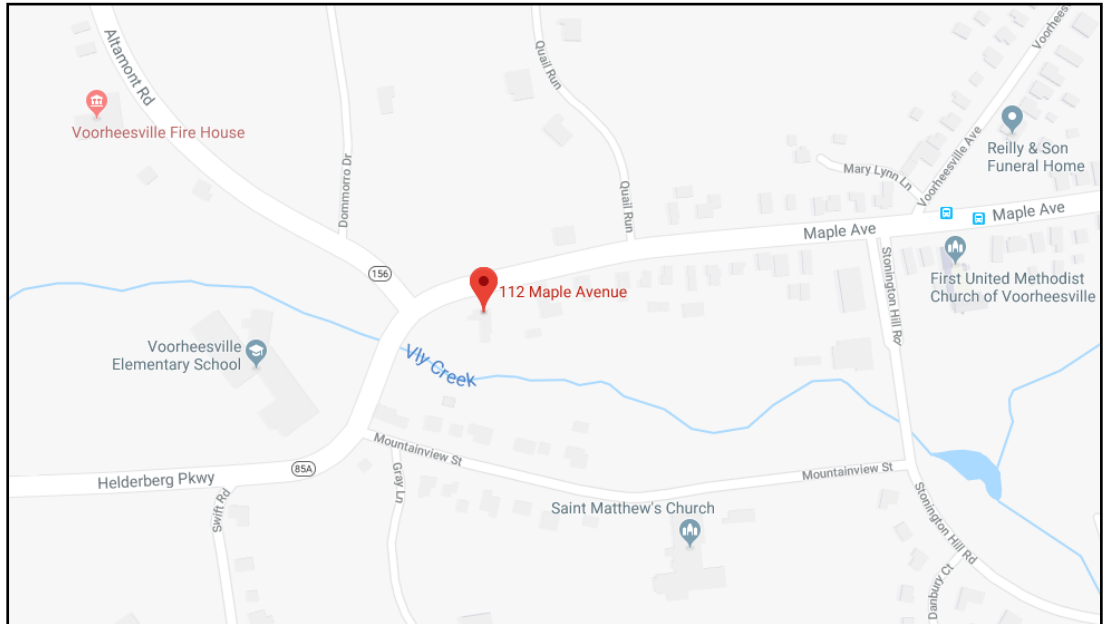 Altamont Rd
Voorheesville Fire House
Dommorro Dr
Quail Run
Quail Run
Voorhees
Voorheesville Ave
Reilly & Son
Funeral Home
Mary Lynn Ln
Maple Ave
Maple Ave
156
112 Maple Avenue
Stonington Hill Rd
First United Methodist
Church of Voorheesville
Voorheesville
Elementary School
Vly Creek
Helderberg Pkwy
85A
Mountainview St
Mountainview St
Gray Ln
Swift Rd
Saint Matthew's Church
Stonington Hill Rd
Danbury Ct